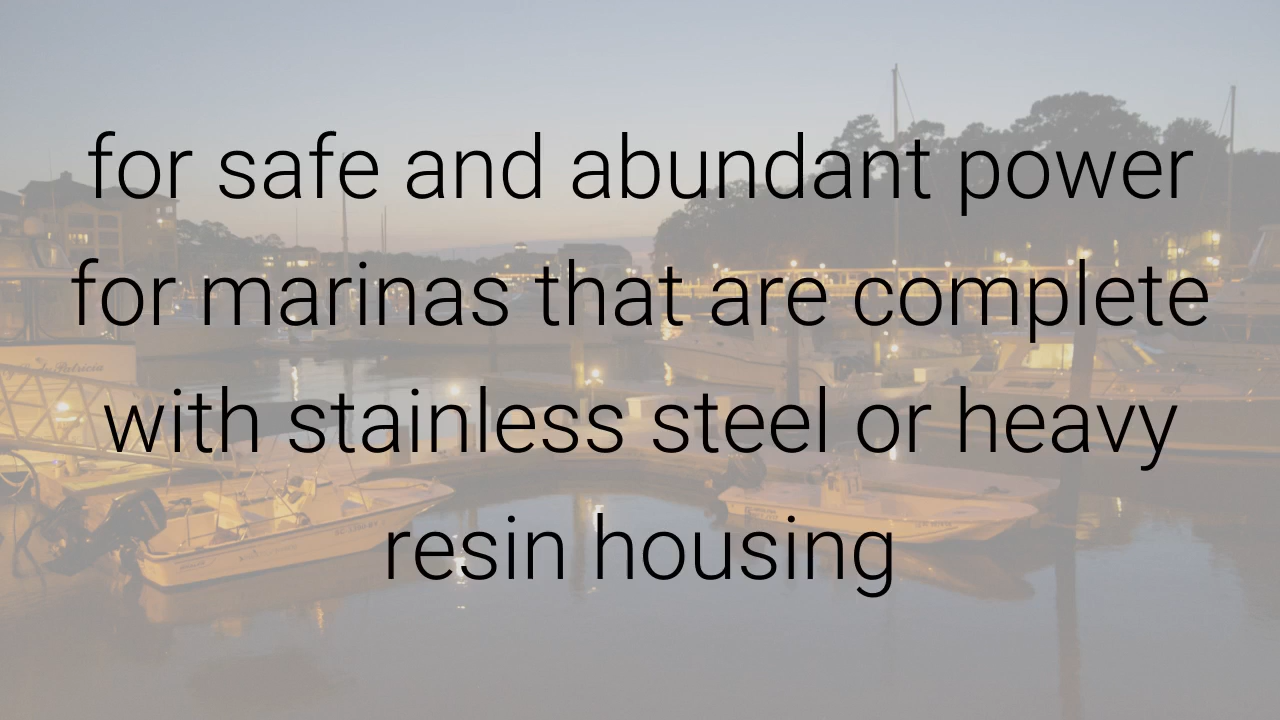 for safe and abundant power
for marinas that are complete
with stainless steel or heavy
resin housing